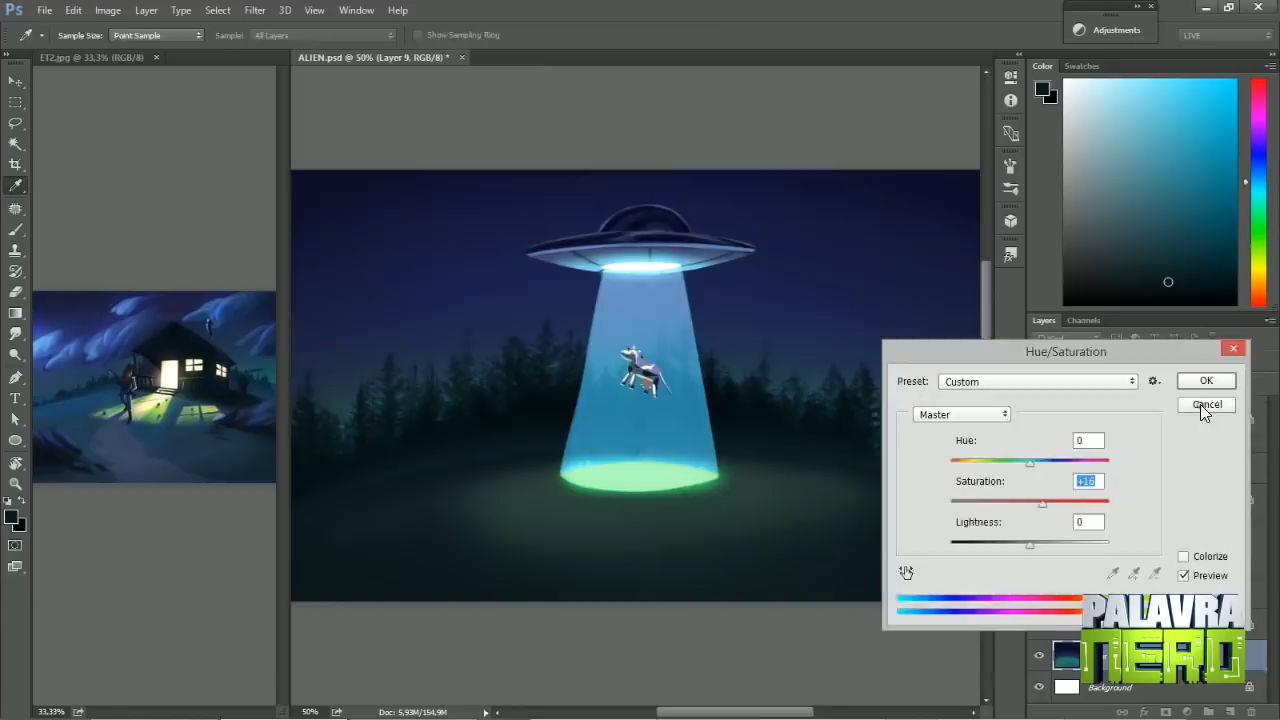 Ps File Edit Image Layer Type Select Filter 3D View Window Help
Adjustments
Sample Size: Point Sample Sample: All Layers Show Sampling Ring
LIVE
ET2.jpg @ 33,3% (RGB/8) ×
ALIEN.psd @ 50% (Layer 9, RGB/8) * ×
Color Swatches
Layers Channels
Hue/Saturation
Preset: Custom
OK
Cancel
Master
Hue: 0
Saturation: +16
Lightness: 0
Colorize
Preview
PALAVRA
NERD
Background
33,33%
50% Doc: 5,93M/154,9M